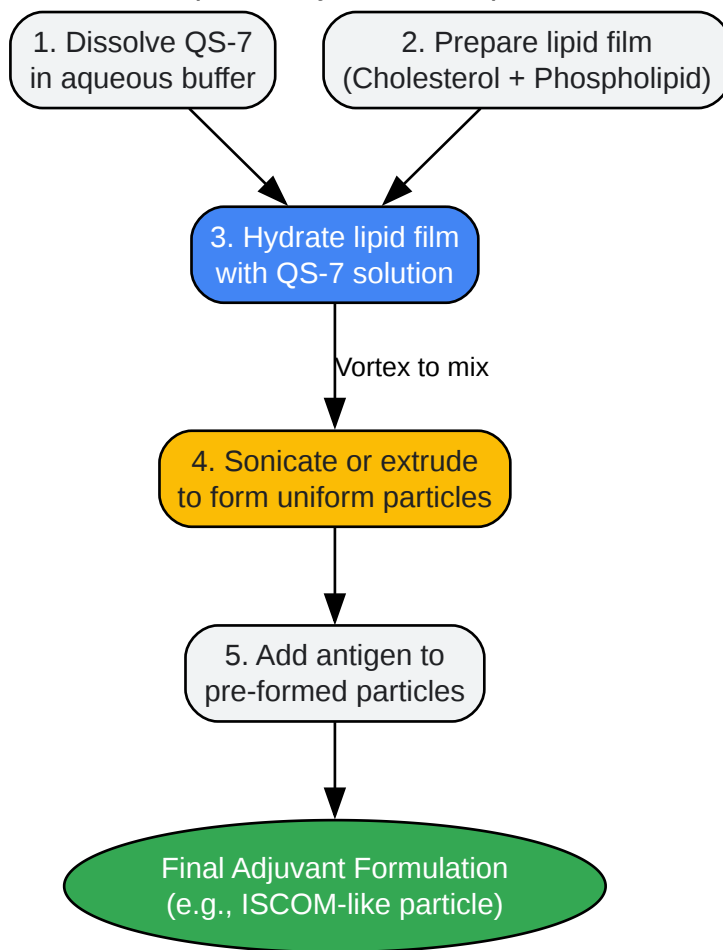 1. Dissolve QS-7
in aqueous buffer
2. Prepare lipid film
(Cholesterol + Phospholipid)
3. Hydrate lipid film
with QS-7 solution
Vortex to mix
4. Sonicate or extrude
to form uniform particles
5. Add antigen to
pre-formed particles
Final Adjuvant Formulation
(e.g., ISCOM-like particle)